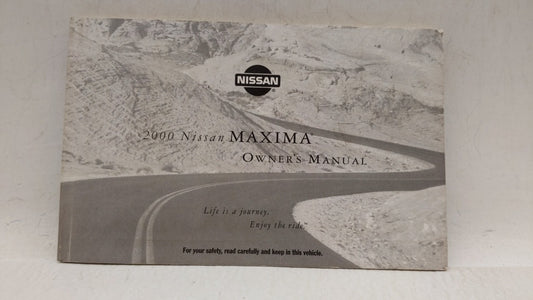 NISSAN
2000 Nissan MAXIMA®
OWNER'S MANUAL
Life is a journey.
Enjoy the ride.™
For your safety, read carefully and keep in this vehicle.